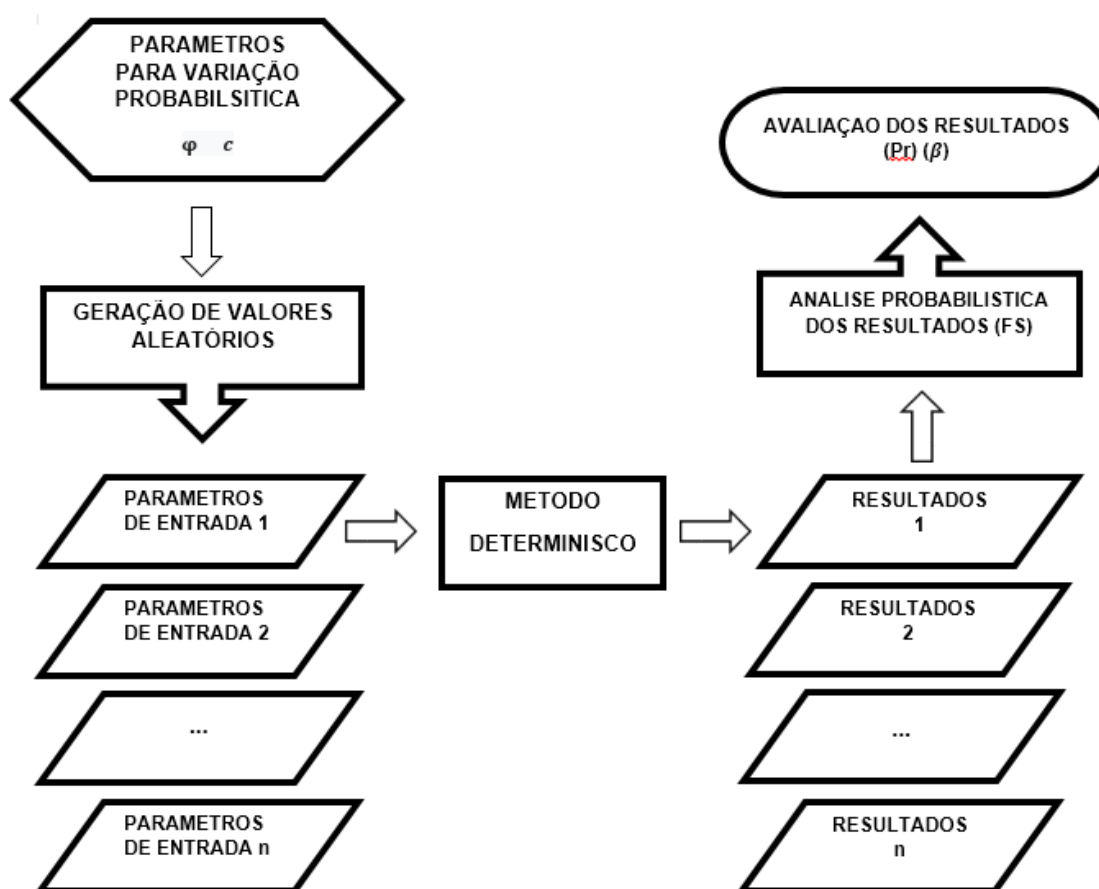 PARAMETROS
PARA VARIAÇÃO
PROBABILSITICA
φ c
GERAÇÃO DE VALORES
ALEATÓRIOS
PARAMETROS
DE ENTRADA 1
PARAMETROS
DE ENTRADA 2
...
PARAMETROS
DE ENTRADA n
METODO
DETERMINISCO
RESULTADOS
1
RESULTADOS
2
...
RESULTADOS
n
ANALISE PROBABILISTICA
DOS RESULTADOS (FS)
AVALIAÇAO DOS RESULTADOS
(Pr) (β)